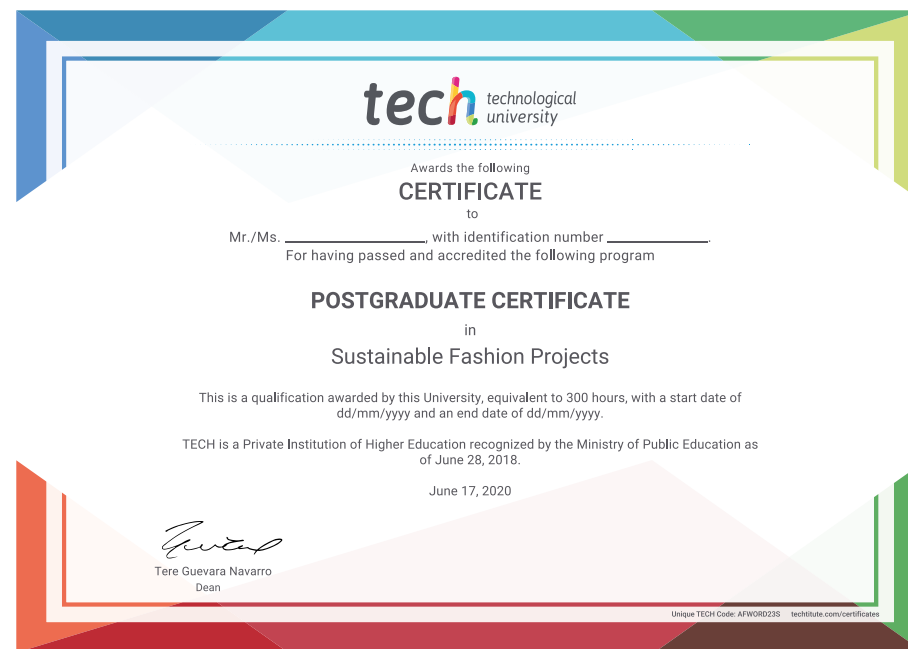 tech technological
university
Awards the following
CERTIFICATE
to
Mr./Ms. ____________________, with identification number ______________.
For having passed and accredited the following program
POSTGRADUATE CERTIFICATE
in
Sustainable Fashion Projects
This is a qualification awarded by this University, equivalent to 300 hours, with a start date of
dd/mm/yyyy and an end date of dd/mm/yyyy.
TECH is a Private Institution of Higher Education recognized by the Ministry of Public Education as
of June 28, 2018.
June 17, 2020
Tere Guevara Navarro
Dean
Unique TECH Code: AFWORD23S techtitute.com/certificates